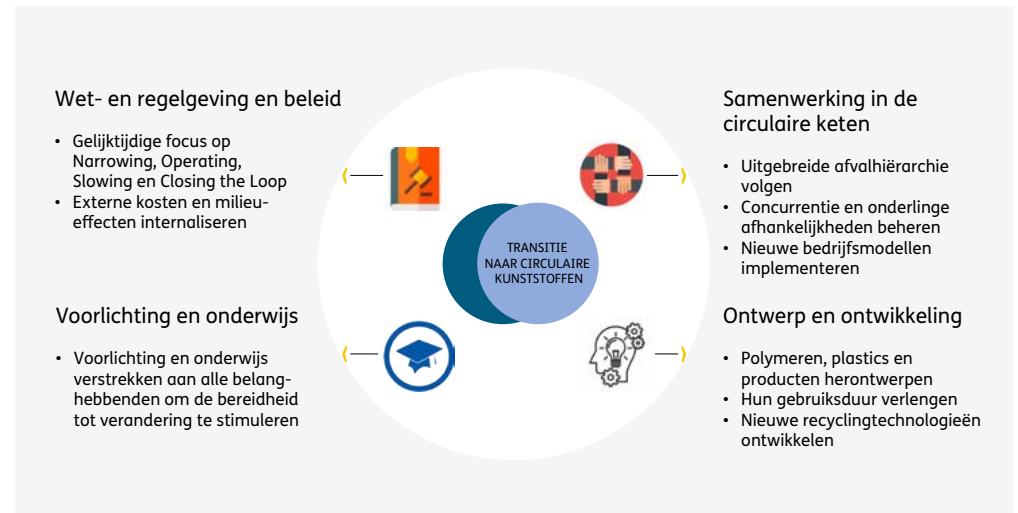 Wet- en regelgeving en beleid
• Gelijktijdige focus op
Narrowing, Operating,
Slowing en Closing the Loop
• Externe kosten en milieu-
effecten internaliseren
Samenwerking in de
circulaire keten
• Uitgebreide afvalhiërarchie
volgen
• Concurrentie en onderlinge
afhankelijkheden beheren
• Nieuwe bedrijfsmodellen
implementeren
TRANSITIE
NAAR CIRCULAIRE
KUNSTSTOFFEN
Voorlichting en onderwijs
• Voorlichting en onderwijs
verstrekken aan alle belang-
hebbenden om de bereidheid
tot verandering te stimuleren
Ontwerp en ontwikkeling
• Polymeren, plastics en
producten herontwerpen
• Hun gebruiksduur verlengen
• Nieuwe recyclingtechnologieën
ontwikkelen